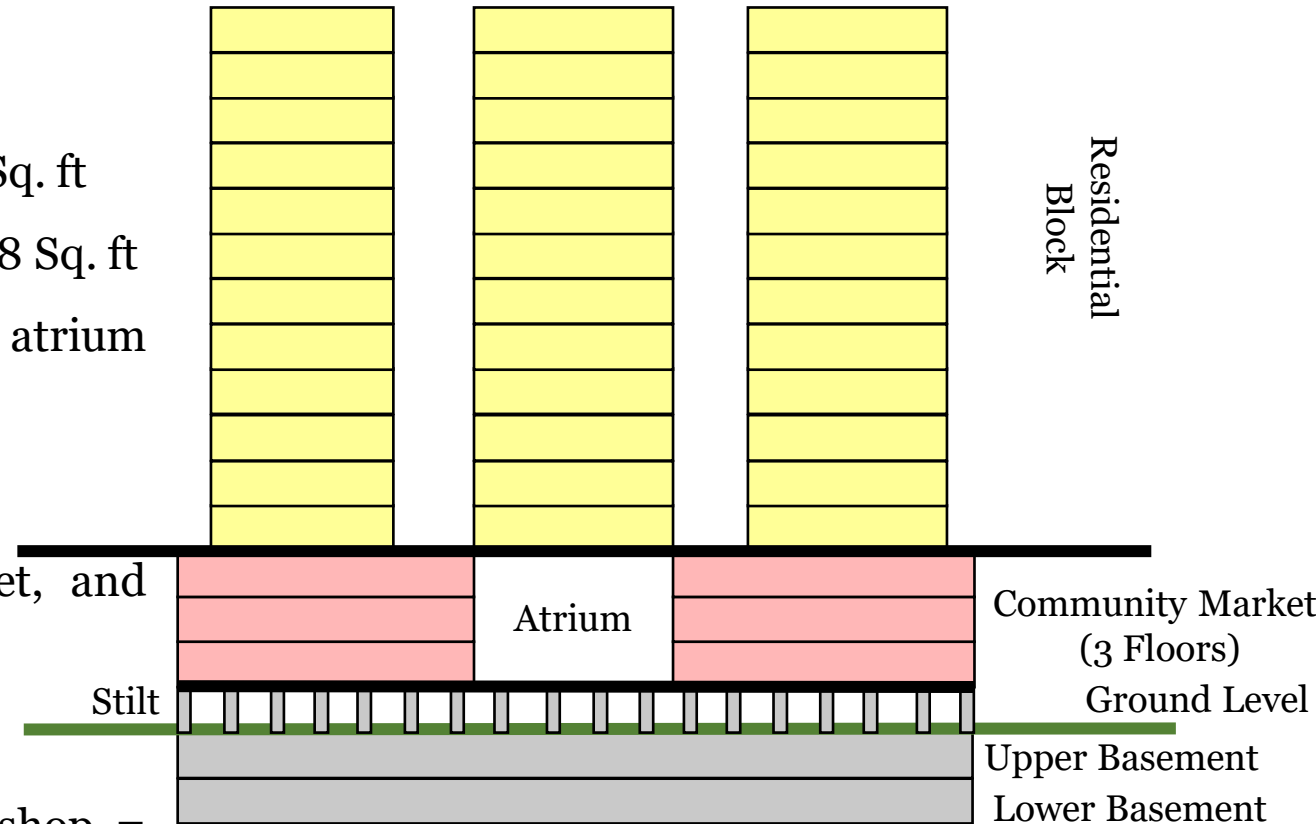 Sq. ft
8 Sq. ft
atrium
Residential
Block
et, and
Atrium
Community Market
(3 Floors)
Stilt
Ground Level
Upper Basement
Lower Basement